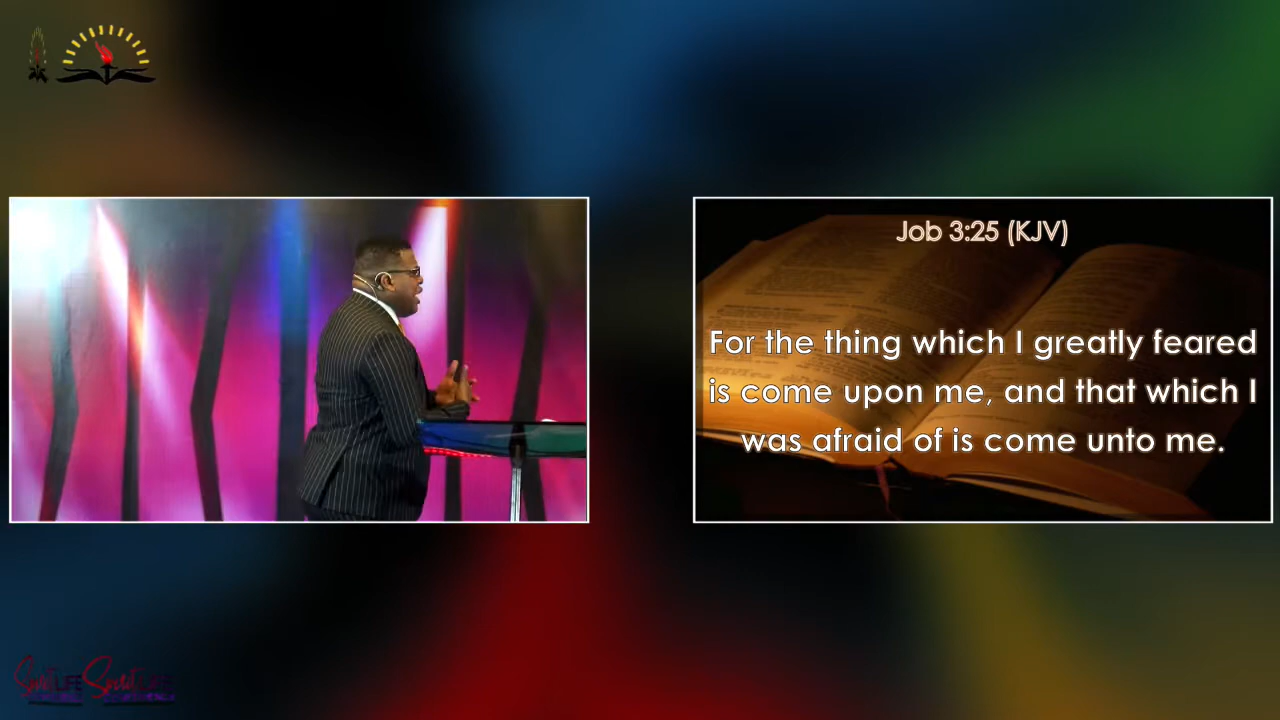 Job 3:25 (KJV)
For the thing which I greatly feared
is come upon me, and that which I
was afraid of is come unto me.